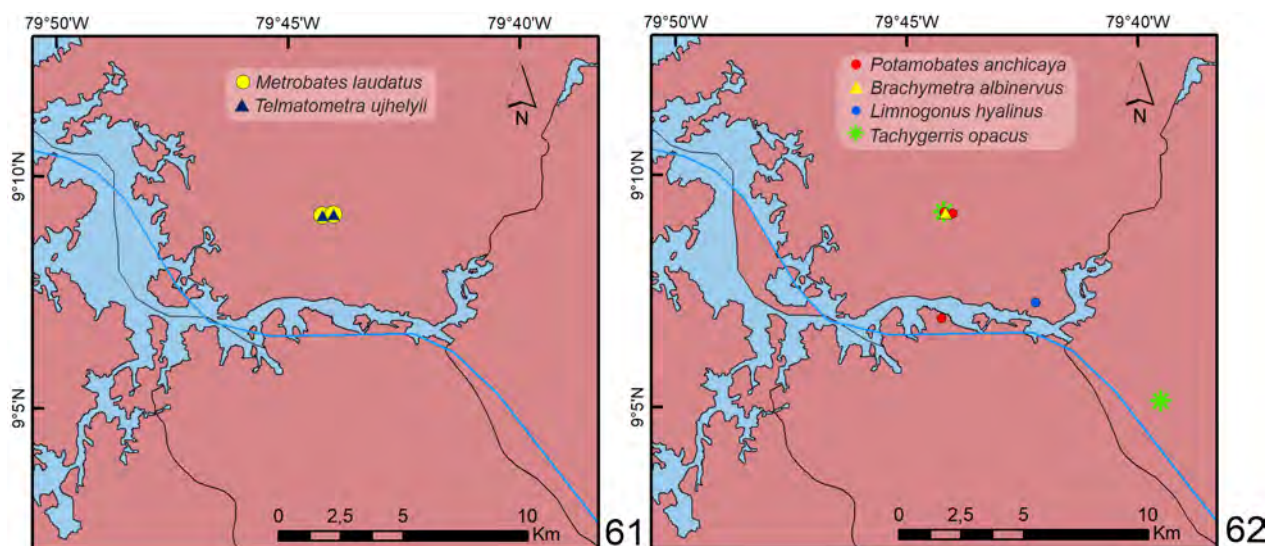 79°50'W 79°45'W 79°40'W
Metrobates laudatus
Telmatometra ujhelyii
N
9°10'N
9°5'N
0 2,5 5 10
Km
61
79°50'W 79°45'W 79°40'W
Potamobates anchicaya
Brachymetra albinervus
Limnogonus hyalinus
Tachygerris opacus
N
9°10'N
9°5'N
0 2,5 5 10
Km
62